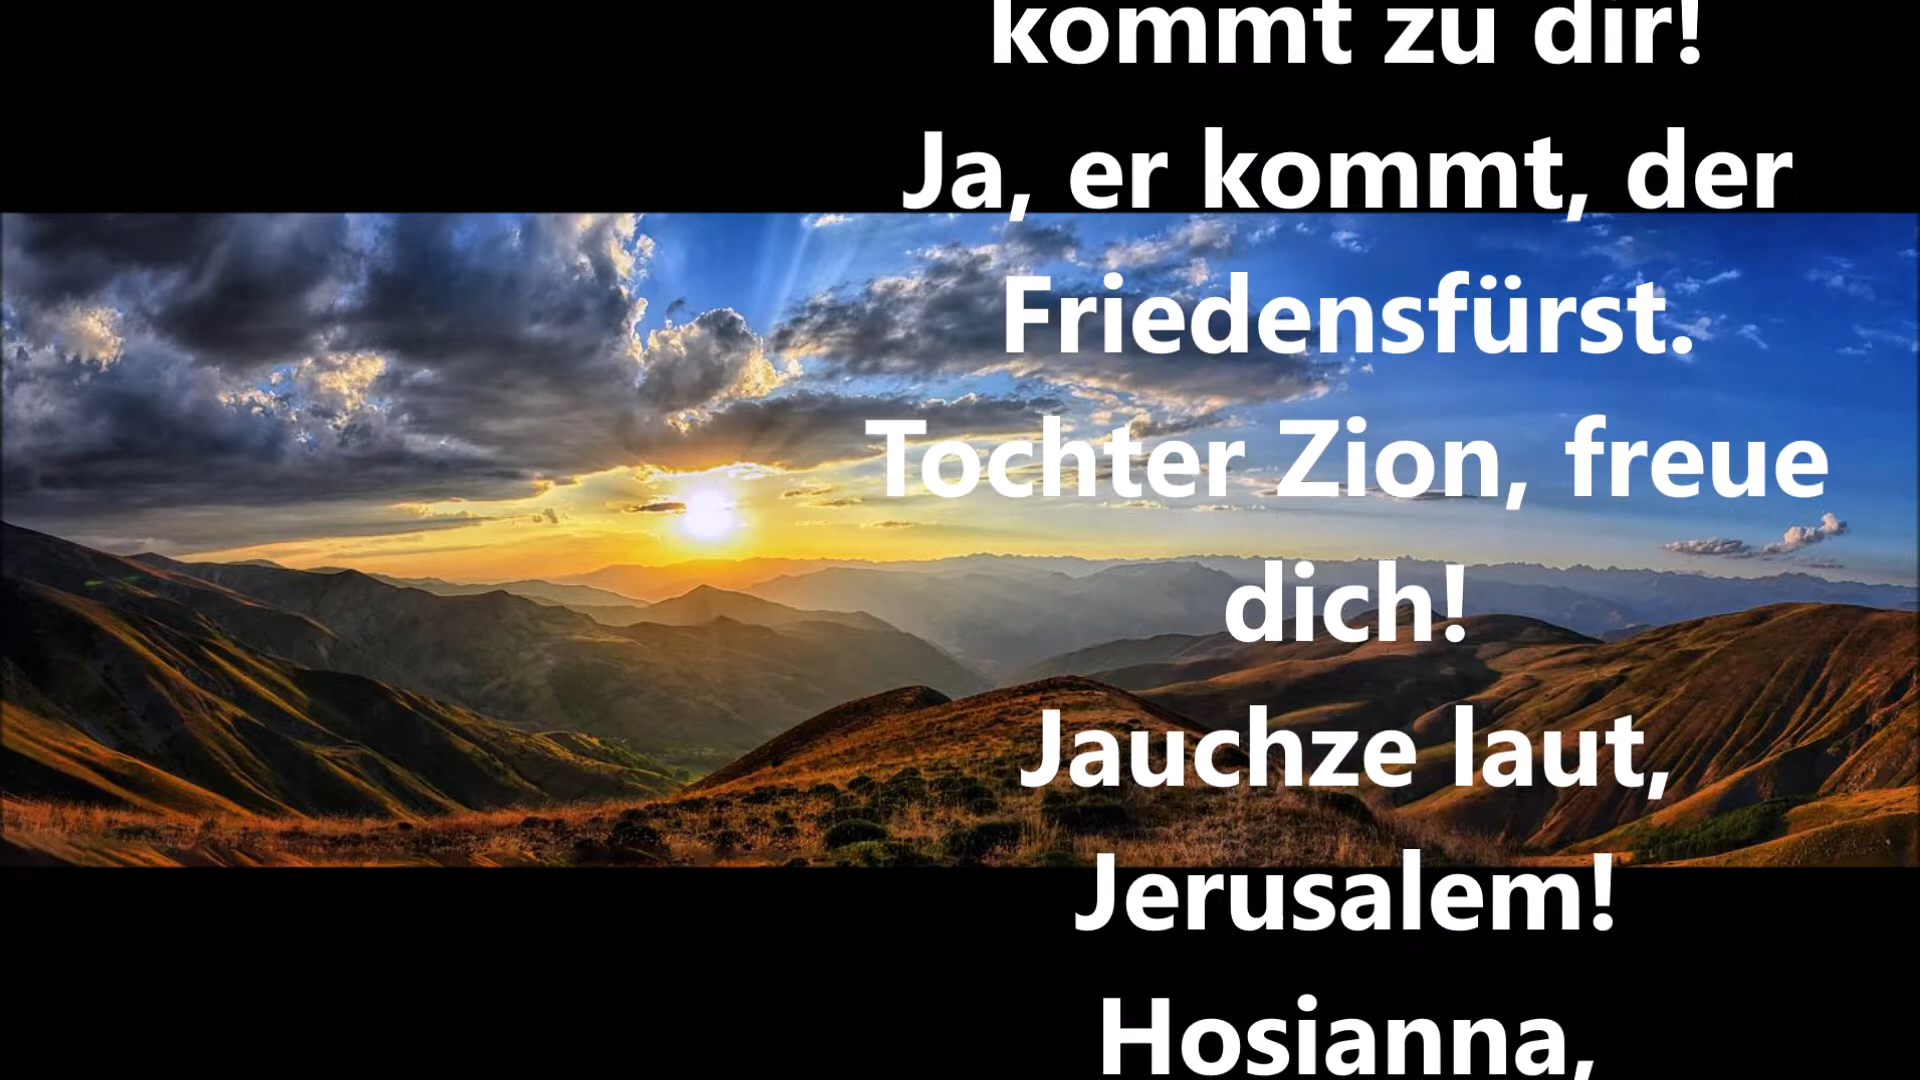 kommt zu dir!
Ja, er kommt, der
Friedensfürst.
Tochter Zion, freue
dich!
Jauchze laut,
Jerusalem!
Hosianna,